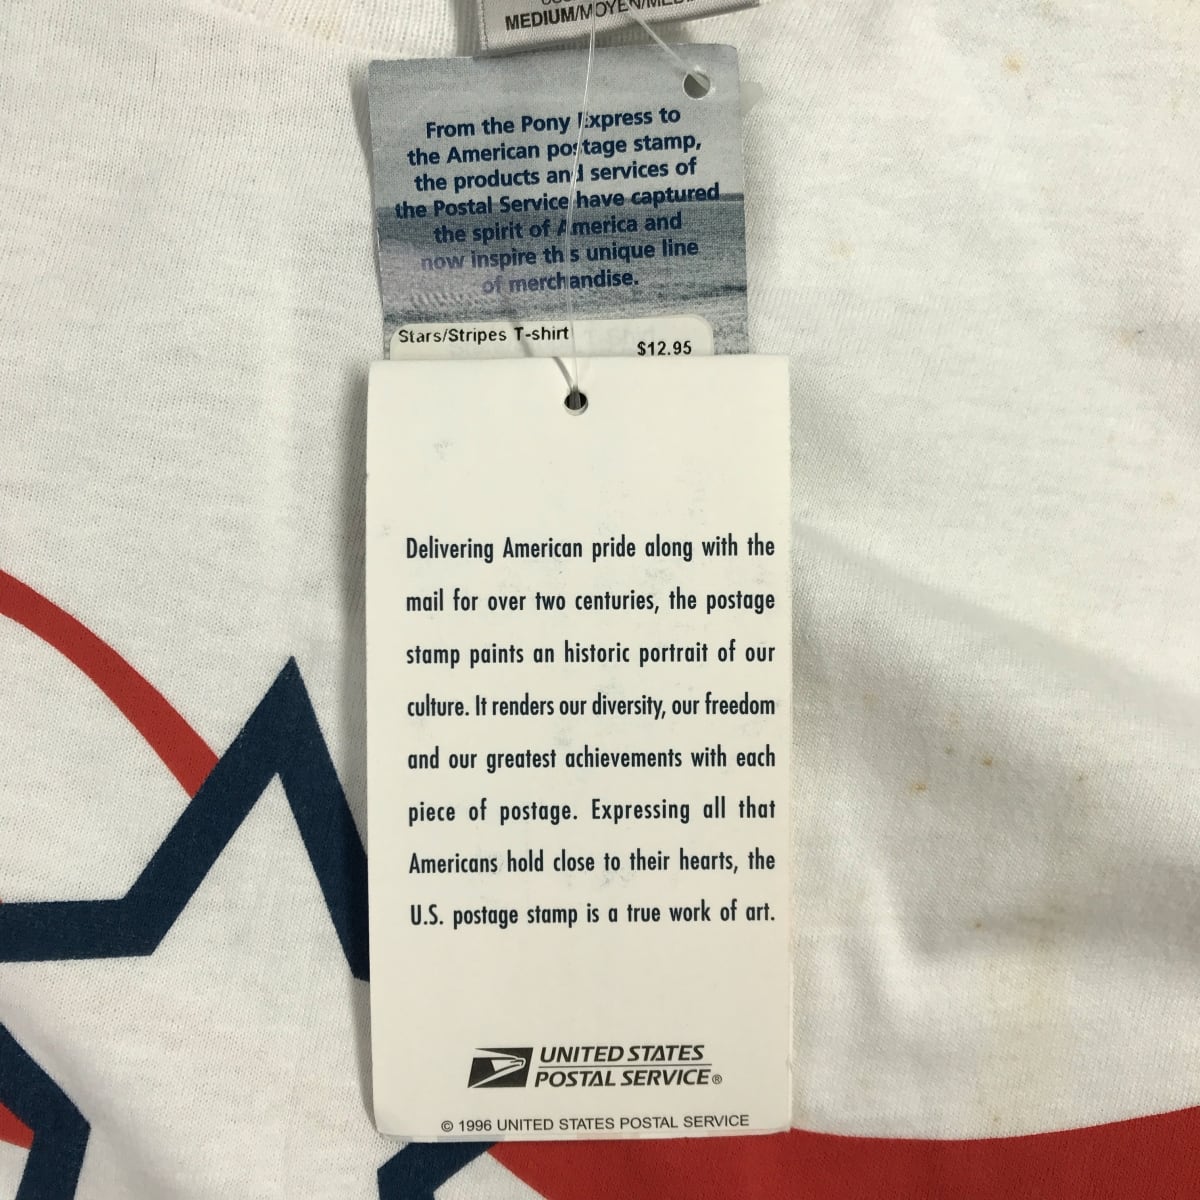 MEDIUM/MOYEN/
From the Pony Express to
the American postage stamp,
the products and services of
the Postal Service have captured
the spirit of America and
now inspire this unique line
of merchandise.
Stars/Stripes T-shirt
$12.95
Delivering American pride along with the
mail for over two centuries, the postage
stamp paints an historic portrait of our
culture. It renders our diversity, our freedom
and our greatest achievements with each
piece of postage. Expressing all that
Americans hold close to their hearts, the
U.S. postage stamp is a true work of art.
UNITED STATES
POSTAL SERVICE®
© 1996 UNITED STATES POSTAL SERVICE